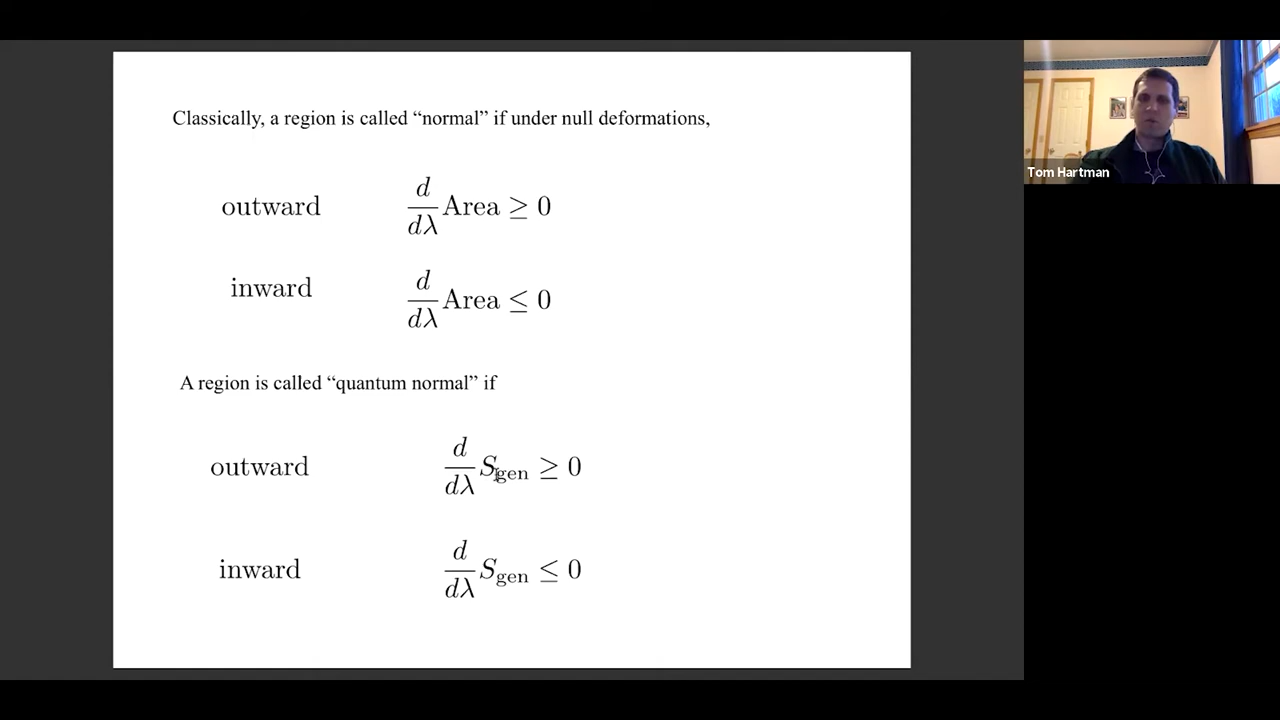 Classically, a region is called “normal” if under null deformations,
outward d/dλ Area ≥ 0
inward d/dλ Area ≤ 0
A region is called “quantum normal” if
outward d/dλ S_gen ≥ 0
inward d/dλ S_gen ≤ 0
Tom Hartman